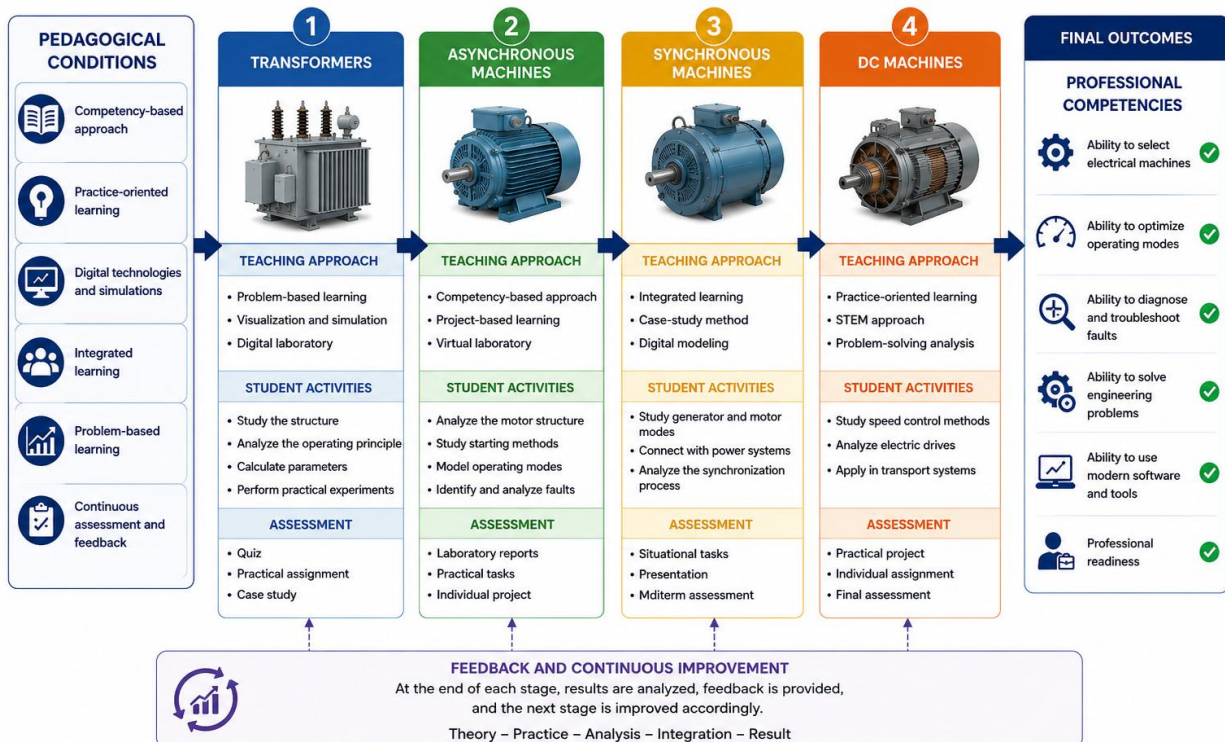 PEDAGOGICAL
CONDITIONS
Competency-based
approach
Practice-oriented
learning
Digital technologies
and simulations
Integrated
learning
Problem-based
learning
Continuous
assessment and
feedback
1
TRANSFORMERS
TEACHING APPROACH
• Problem-based learning
• Visualization and simulation
• Digital laboratory
STUDENT ACTIVITIES
• Study the structure
• Analyze the operating principle
• Calculate parameters
• Perform practical experiments
ASSESSMENT
• Quiz
• Practical assignment
• Case study
2
ASYNCHRONOUS
MACHINES
TEACHING APPROACH
• Competency-based approach
• Project-based learning
• Virtual laboratory
STUDENT ACTIVITIES
• Analyze the motor structure
• Study starting methods
• Model operating modes
• Identify and analyze faults
ASSESSMENT
• Laboratory reports
• Practical tasks
• Individual project
3
SYNCHRONOUS
MACHINES
TEACHING APPROACH
• Integrated learning
• Case-study method
• Digital modeling
STUDENT ACTIVITIES
• Study generator and motor
modes
• Connect with power systems
• Analyze the synchronization
process
ASSESSMENT
• Situational tasks
• Presentation
• Mditerm assessment
4
DC MACHINES
TEACHING APPROACH
• Practice-oriented learning
• STEM approach
• Problem-solving analysis
STUDENT ACTIVITIES
• Study speed control methods
• Analyze electric drives
• Apply in transport systems
ASSESSMENT
• Practical project
• Individual assignment
• Final assessment
FINAL OUTCOMES
PROFESSIONAL
COMPETENCIES
Ability to select
electrical machines
Ability to optimize
operating modes
Ability to diagnose
and troubleshoot
faults
Ability to solve
engineering
problems
Ability to use
modern software
and tools
Professional
readiness
FEEDBACK AND CONTINUOUS IMPROVEMENT
At the end of each stage, results are analyzed, feedback is provided,
and the next stage is improved accordingly.
Theory – Practice – Analysis – Integration – Result